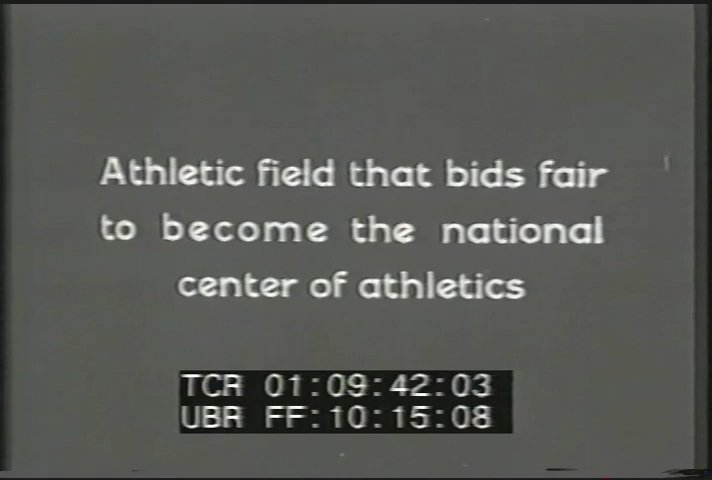 Athletic field that bids fair
to become the national
center of athletics
TCR 01:09:42:03
UBR FF:10:15:08